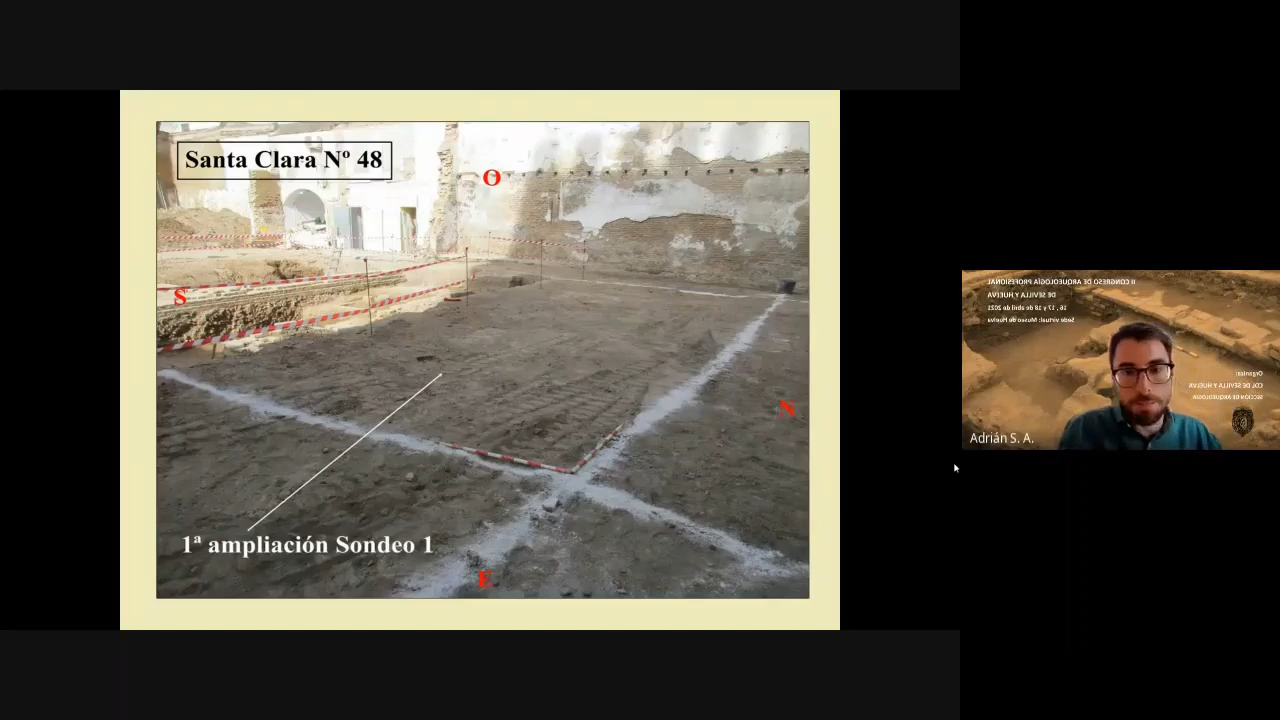 Santa Clara Nº 48
O
S
N
1ª ampliación Sondeo 1
E
II CONGRESO DE ARQUEOLOGÍA PROFESIONAL
DE SEVILLA Y HUELVA
16, 17 y 18 de abril de 2021
Sede virtual: Museo de Huelva
Organiza:
CDL DE SEVILLA Y HUELVA
SECCIÓN DE ARQUEOLOGÍA
Adrián S. A.